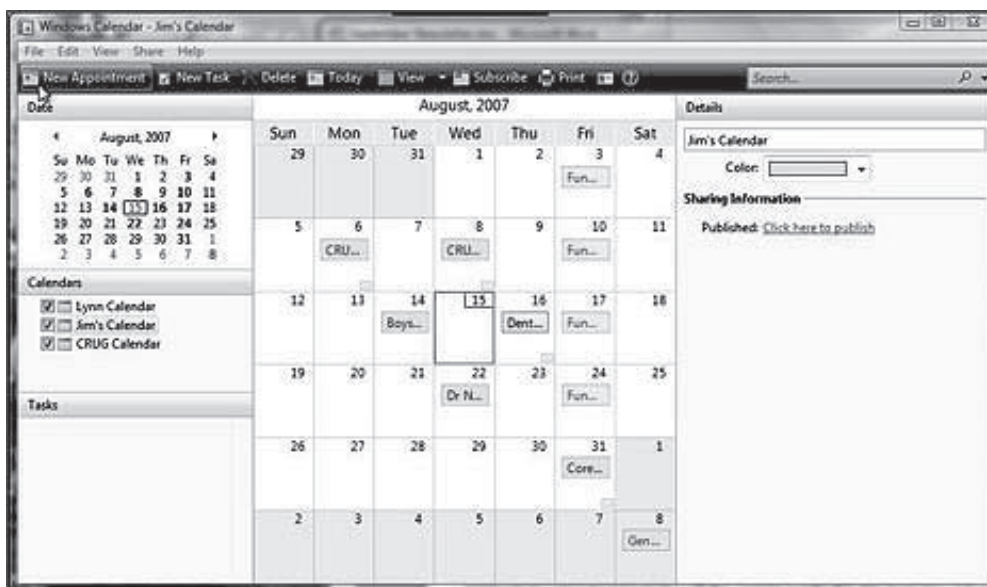 Windows Calendar - Jim's Calendar
File Edit View Share Help
New Appointment New Task Delete Today View Subscribe Print
Search...
Date
August, 2007
Su Mo Tu We Th Fr Sa
29 30 31 1 2 3 4
5 6 7 8 9 10 11
12 13 14 15 16 17 18
19 20 21 22 23 24 25
26 27 28 29 30 31 1
2 3 4 5 6 7 8
Calendars
Lynn Calendar
Jim's Calendar
CRUG Calendar
Tasks
August, 2007
Sun Mon Tue Wed Thu Fri Sat
29 30 31 1 2 3 4
Fun...
5 6 7 8 9 10 11
CRU... CRU... Fun...
12 13 14 15 16 17 18
Boys... Dent... Fun...
19 20 21 22 23 24 25
Dr N... Fun...
26 27 28 29 30 31 1
Core...
2 3 4 5 6 7 8
Gen...
Details
Jim's Calendar
Color:
Sharing Information
Published: Click here to publish